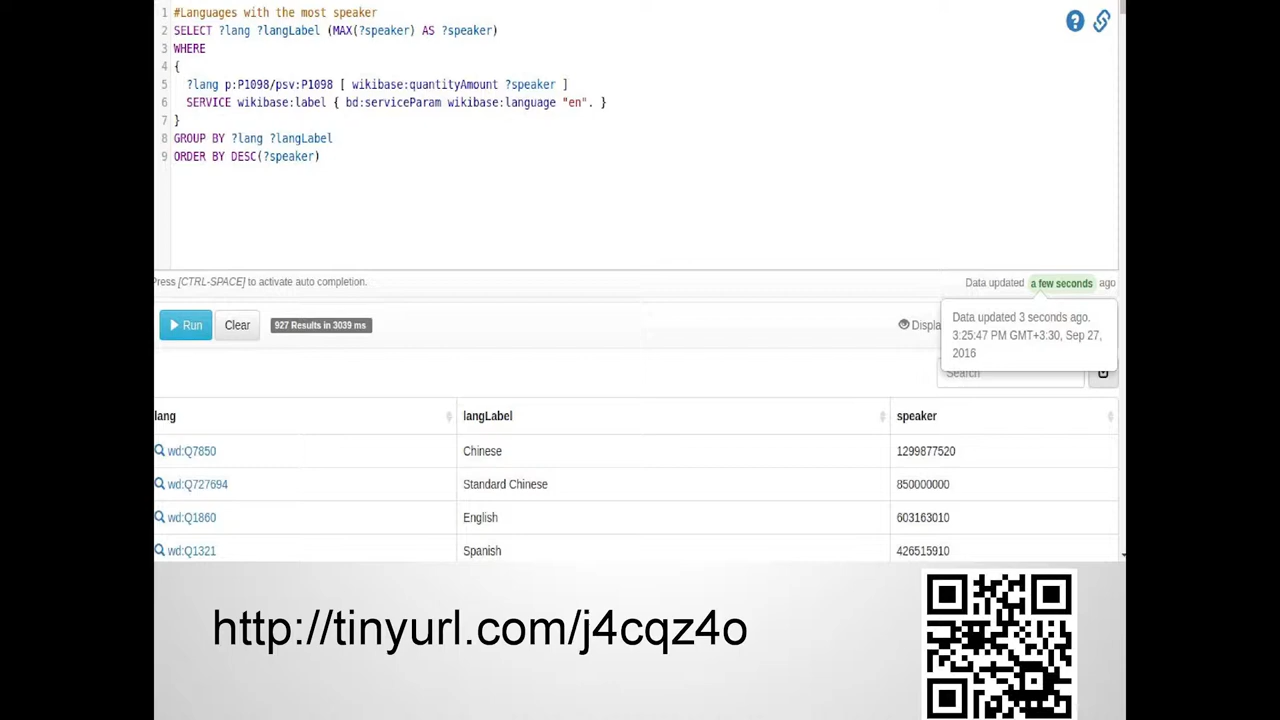 1 #Languages with the most speaker
2 SELECT ?lang ?langLabel (MAX(?speaker) AS ?speaker)
3 WHERE
4 {
5 ?lang p:P1098/psv:P1098 [ wikibase:quantityAmount ?speaker ]
6 SERVICE wikibase:label { bd:serviceParam wikibase:language "en". }
7 }
8 GROUP BY ?lang ?langLabel
9 ORDER BY DESC(?speaker)
Press [CTRL-SPACE] to activate auto completion. Data updated a few seconds ago
Run Clear 927 Results in 3039 ms Displa
Data updated 3 seconds ago.
3:25:47 PM GMT+3:30, Sep 27,
2016
Search
lang langLabel speaker
wd:Q7850 Chinese 1299877520
wd:Q727694 Standard Chinese 850000000
wd:Q1860 English 603163010
wd:Q1321 Spanish 426515910
http://tinyurl.com/j4cqz4o